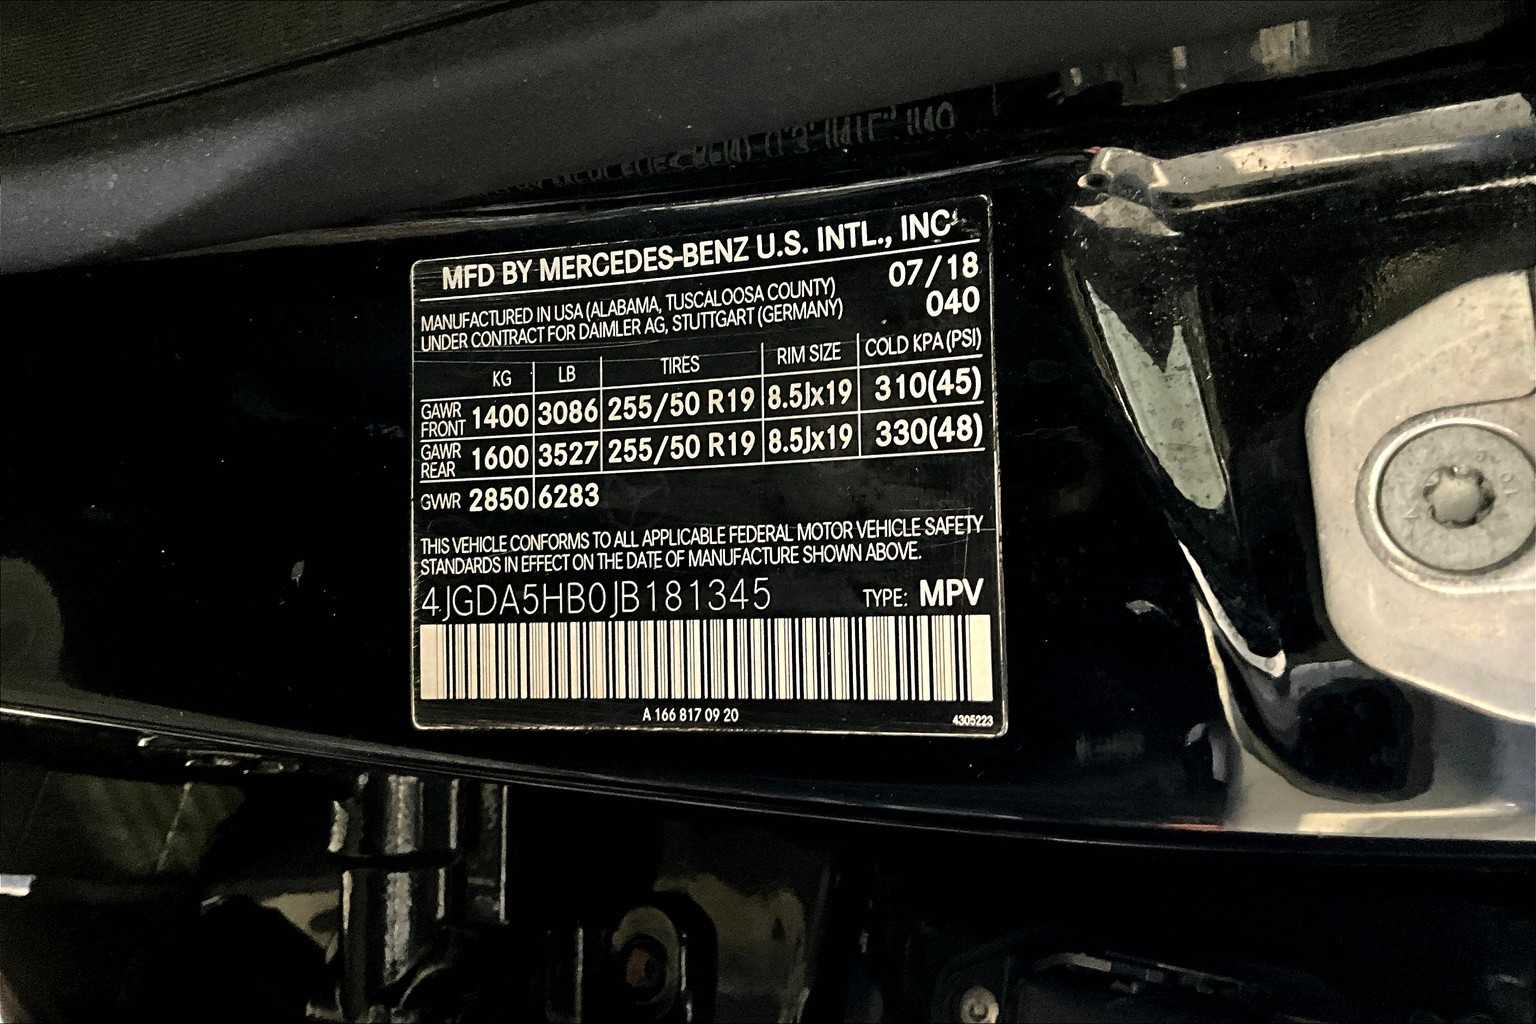 MFD BY MERCEDES-BENZ U.S. INTL., INC.
07/18
MANUFACTURED IN USA (ALABAMA, TUSCALOOSA COUNTY)
UNDER CONTRACT FOR DAIMLER AG, STUTTGART (GERMANY)
040
KG LB TIRES RIM SIZE COLD KPA (PSI)
GAWR FRONT 1400 3086 255/50 R19 8.5Jx19 310(45)
GAWR REAR 1600 3527 255/50 R19 8.5Jx19 330(48)
GVWR 2850 6283
THIS VEHICLE CONFORMS TO ALL APPLICABLE FEDERAL MOTOR VEHICLE SAFETY
STANDARDS IN EFFECT ON THE DATE OF MANUFACTURE SHOWN ABOVE.
4JGDA5HB0JB181345 TYPE: MPV
A 166 817 09 20
4305223